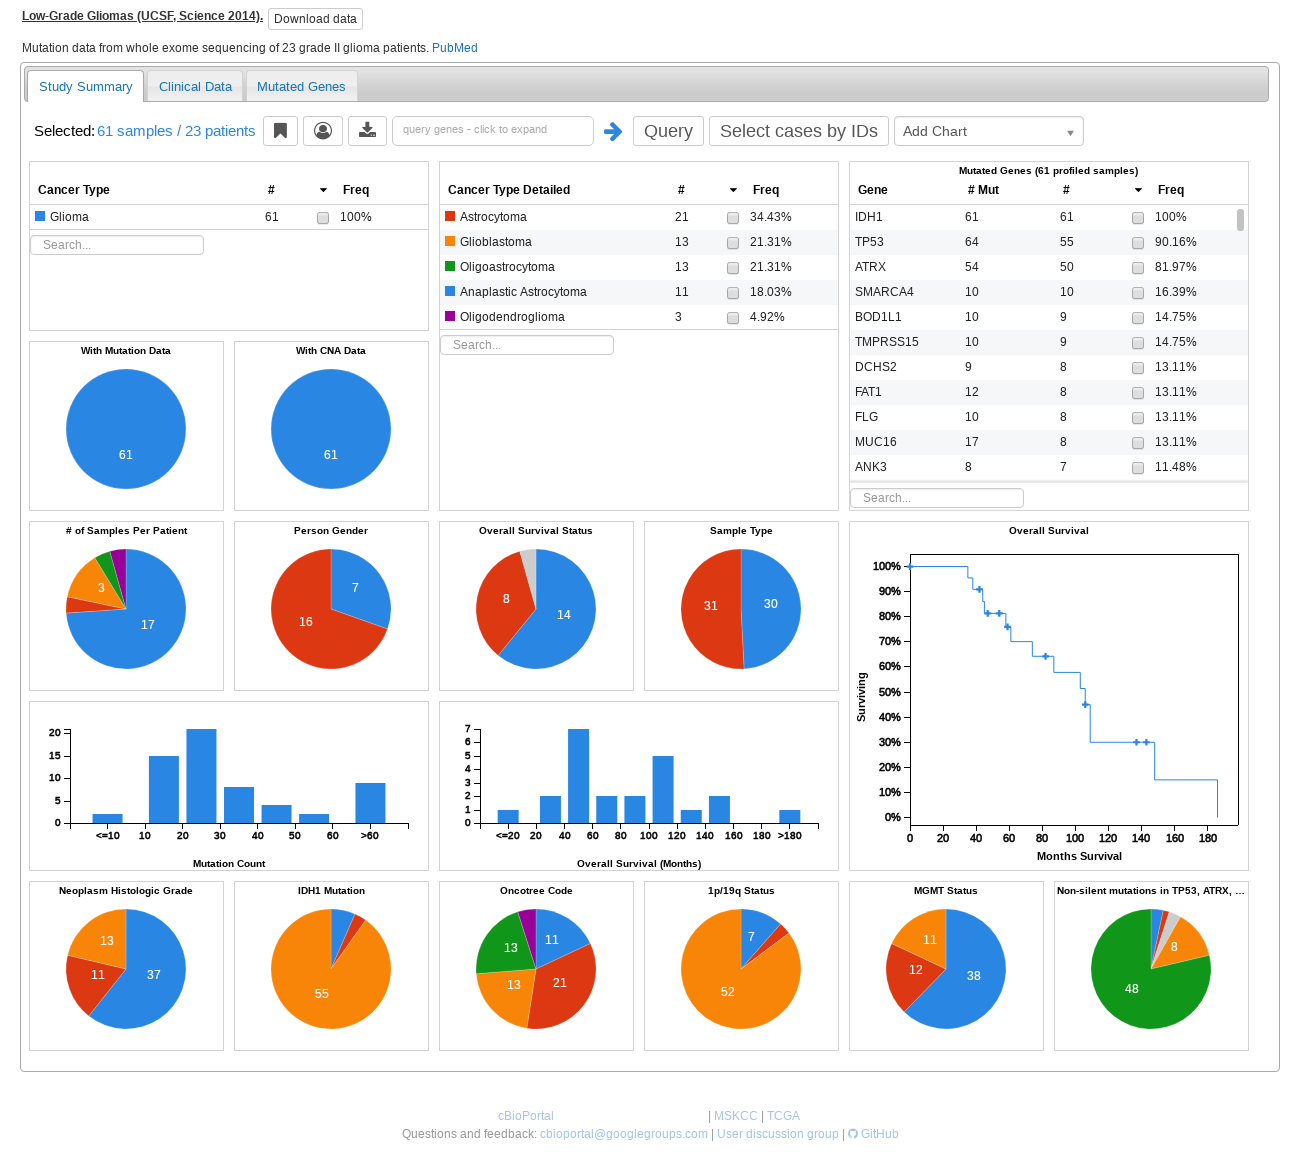 Low-Grade Gliomas (UCSF, Science 2014). Download data
Mutation data from whole exome sequencing of 23 grade II glioma patients. PubMed
Study Summary Clinical Data Mutated Genes
Selected: 61 samples / 23 patients query genes - click to expand Query Select cases by IDs Add Chart
Cancer Type # Freq
Glioma 61 100%
Search...
Cancer Type Detailed # Freq
Astrocytoma 21 34.43%
Glioblastoma 13 21.31%
Oligoastrocytoma 13 21.31%
Anaplastic Astrocytoma 11 18.03%
Oligodendroglioma 3 4.92%
Search...
Mutated Genes (61 profiled samples)
Gene # Mut # Freq
IDH1 61 61 100%
TP53 64 55 90.16%
ATRX 54 50 81.97%
SMARCA4 10 10 16.39%
BOD1L1 10 9 14.75%
TMPRSS15 10 9 14.75%
DCHS2 9 8 13.11%
FAT1 12 8 13.11%
FLG 10 8 13.11%
MUC16 17 8 13.11%
ANK3 8 7 11.48%
Search...
With Mutation Data
61
With CNA Data
61
# of Samples Per Patient
3
17
Person Gender
7
16
Overall Survival Status
8
14
Sample Type
31 30
Overall Survival
100%
90%
80%
70%
60%
50%
40%
30%
20%
10%
0%
Surviving
0 20 40 60 80 100 120 140 160 180
Months Survival
20
15
10
5
0
<=10 10 20 30 40 50 60 >60
Mutation Count
7
6
5
4
3
2
1
0
<=20 20 40 60 80 100 120 140 160 180 >180
Overall Survival (Months)
Neoplasm Histologic Grade
13
11 37
IDH1 Mutation
55
Oncotree Code
11
13
21
13
1p/19q Status
7
52
MGMT Status
11
12 38
Non-silent mutations in TP53, ATRX, ...
8
48
cBioPortal | MSKCC | TCGA
Questions and feedback: cbioportal@googlegroups.com | User discussion group | GitHub